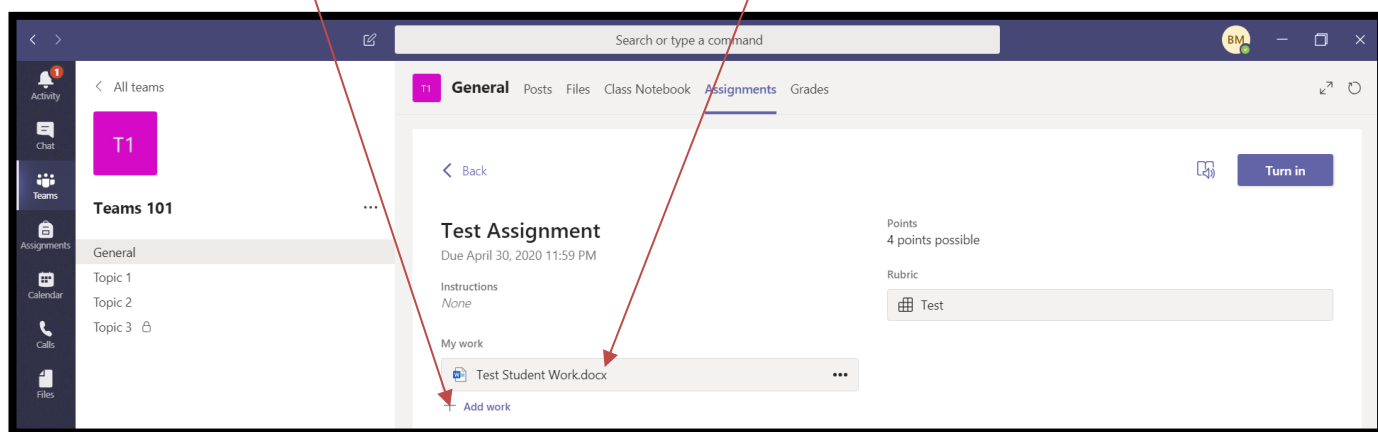 Search or type a command
BM
1
Activity
Chat
Teams
Assignments
Calendar
Calls
Files
All teams
T1
Teams 101
General
Topic 1
Topic 2
Topic 3
T1 General Posts Files Class Notebook Assignments Grades
Back
Turn in
Test Assignment
Due April 30, 2020 11:59 PM
Instructions
None
My work
Test Student Work.docx
+ Add work
Points
4 points possible
Rubric
Test